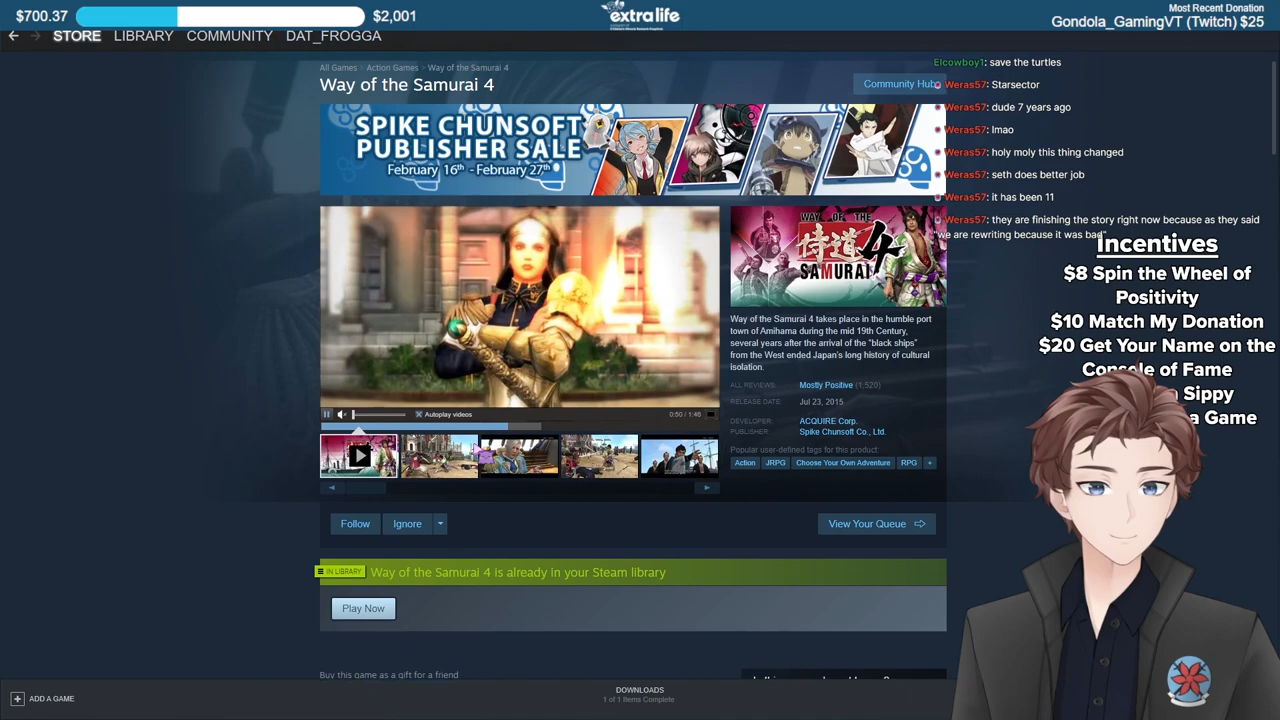 $700.37
$2,001
extralife
Most Recent Donation
Gondola_GamingVT (Twitch) $25
STORE LIBRARY COMMUNITY DAT_FROGGA
All Games > Action Games > Way of the Samurai 4
Way of the Samurai 4
Community Hub
SPIKE CHUNSOFT
PUBLISHER SALE
February 16th - February 27th
WAY OF THE
侍道
SAMURAI 4
Way of the Samurai 4 takes place in the humble port
town of Amihama during the mid 19th Century,
several years after the arrival of the "black ships"
from the West ended Japan's long history of cultural
isolation.
ALL REVIEWS: Mostly Positive (1,520)
RELEASE DATE: Jul 23, 2015
DEVELOPER: ACQUIRE Corp.
PUBLISHER: Spike Chunsoft Co., Ltd.
Popular user-defined tags for this product:
Action JRPG Choose Your Own Adventure RPG +
Autoplay videos
0:50 / 1:46
Follow Ignore
View Your Queue
IN LIBRARY
Way of the Samurai 4 is already in your Steam library
Play Now
Buy this game as a gift for a friend
ADD A GAME
DOWNLOADS
1 of 1 Items Complete
Elcowboy1: save the turtles
Weras57: Starsector
Weras57: dude 7 years ago
Weras57: lmao
Weras57: holy moly this thing changed
Weras57: seth does better job
Weras57: it has been 11
Weras57: they are finishing the story right now because as they said
"we are rewriting because it was bad"
Incentives
$8 Spin the Wheel of
Positivity
$10 Match My Donation
$20 Get Your Name on the
Console of Fame
Sippy
a Game